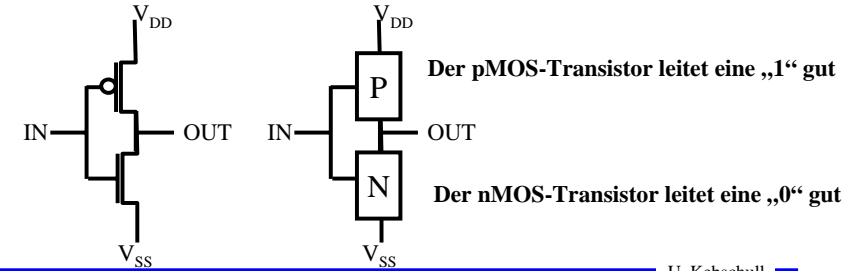 V_DD
IN
OUT
V_SS
V_DD
P
IN
OUT
N
V_SS
Der pMOS-Transistor leitet eine „1“ gut
Der nMOS-Transistor leitet eine „0“ gut